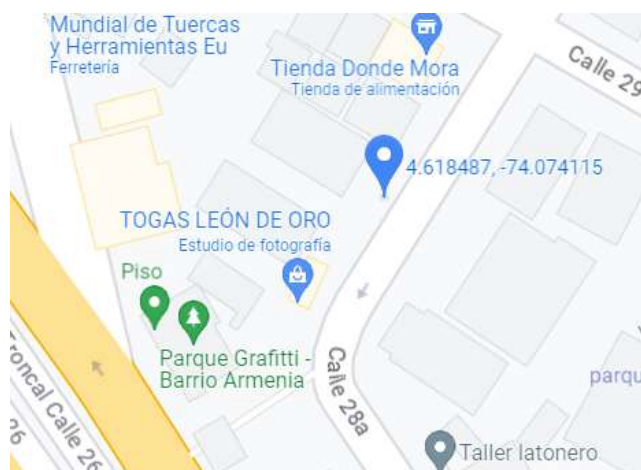 Mundial de Tuercas
y Herramientas Eu
Ferretería
Tienda Donde Mora
Tienda de alimentación
Calle 29
4.618487, -74.074115
TOGAS LEÓN DE ORO
Estudio de fotografía
Piso
Parque Grafitti -
Barrio Armenia
Calle 28a
Troncal Calle 26
26
parqu
Taller latonero